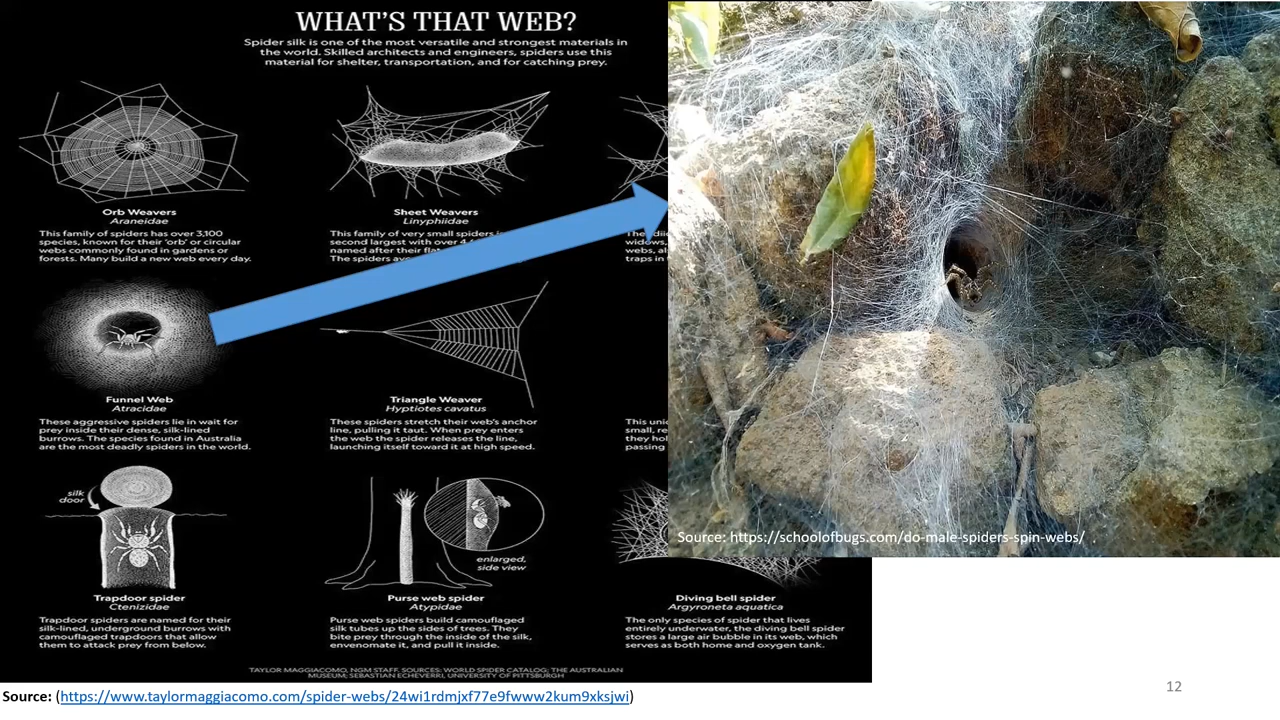 WHAT'S THAT WEB?
Spider silk is one of the most versatile and strongest materials in
the world. Skilled architects and engineers, spiders use this
material for shelter, transportation, and for catching prey.
Orb Weavers
Araneidae
This family of spiders has over 3,100
species, known for their 'orb' or circular
webs commonly found in gardens or
forests. Many build a new web every day.
Sheet Weavers
Linyphiidae
This family of very small spiders
second largest with over
named after their
The spiders
widows,
webs,
traps in
Funnel Web
Atracidae
These aggressive spiders lie in wait for
prey inside their dense, silk-lined
burrows. The species found in Australia
are the most deadly spiders in the world.
Triangle Weaver
Hyptiotes cavatus
These spiders stretch their web's anchor
line, pulling it taut. When prey enters
the web the spider releases the line,
launching itself toward it at high speed.
This
small,
they
passing
silk
door
Trapdoor spider
Ctenizidae
Trapdoor spiders are named for their
silk-lined, underground burrows with
camouflaged trapdoors that allow
them to attack prey from below.
enlarged,
side view
Purse web spider
Atypidae
Purse web spiders build camouflaged
silk tubes up the sides of trees. They
bite prey through the inside of the silk,
envenomate it, and pull it inside.
Diving bell spider
Argyroneta aquatica
The only species of spider that lives
entirely underwater, the diving bell spider
stores a large air bubble in its web, which
serves as both home and oxygen tank.
TAYLOR MAGGIACOMO, NGM STAFF. SOURCES: WORLD SPIDER CATALOG; THE AUSTRALIAN
MUSEUM; SEBASTIAN ECHEVERRI, UNIVERSITY OF PITTSBURGH
Source: https://schoolofbugs.com/do-male-spiders-spin-webs/
Source: (https://www.taylormaggiacomo.com/spider-webs/24wi1rdmjxf77e9fwww2kum9xksjwi)
12